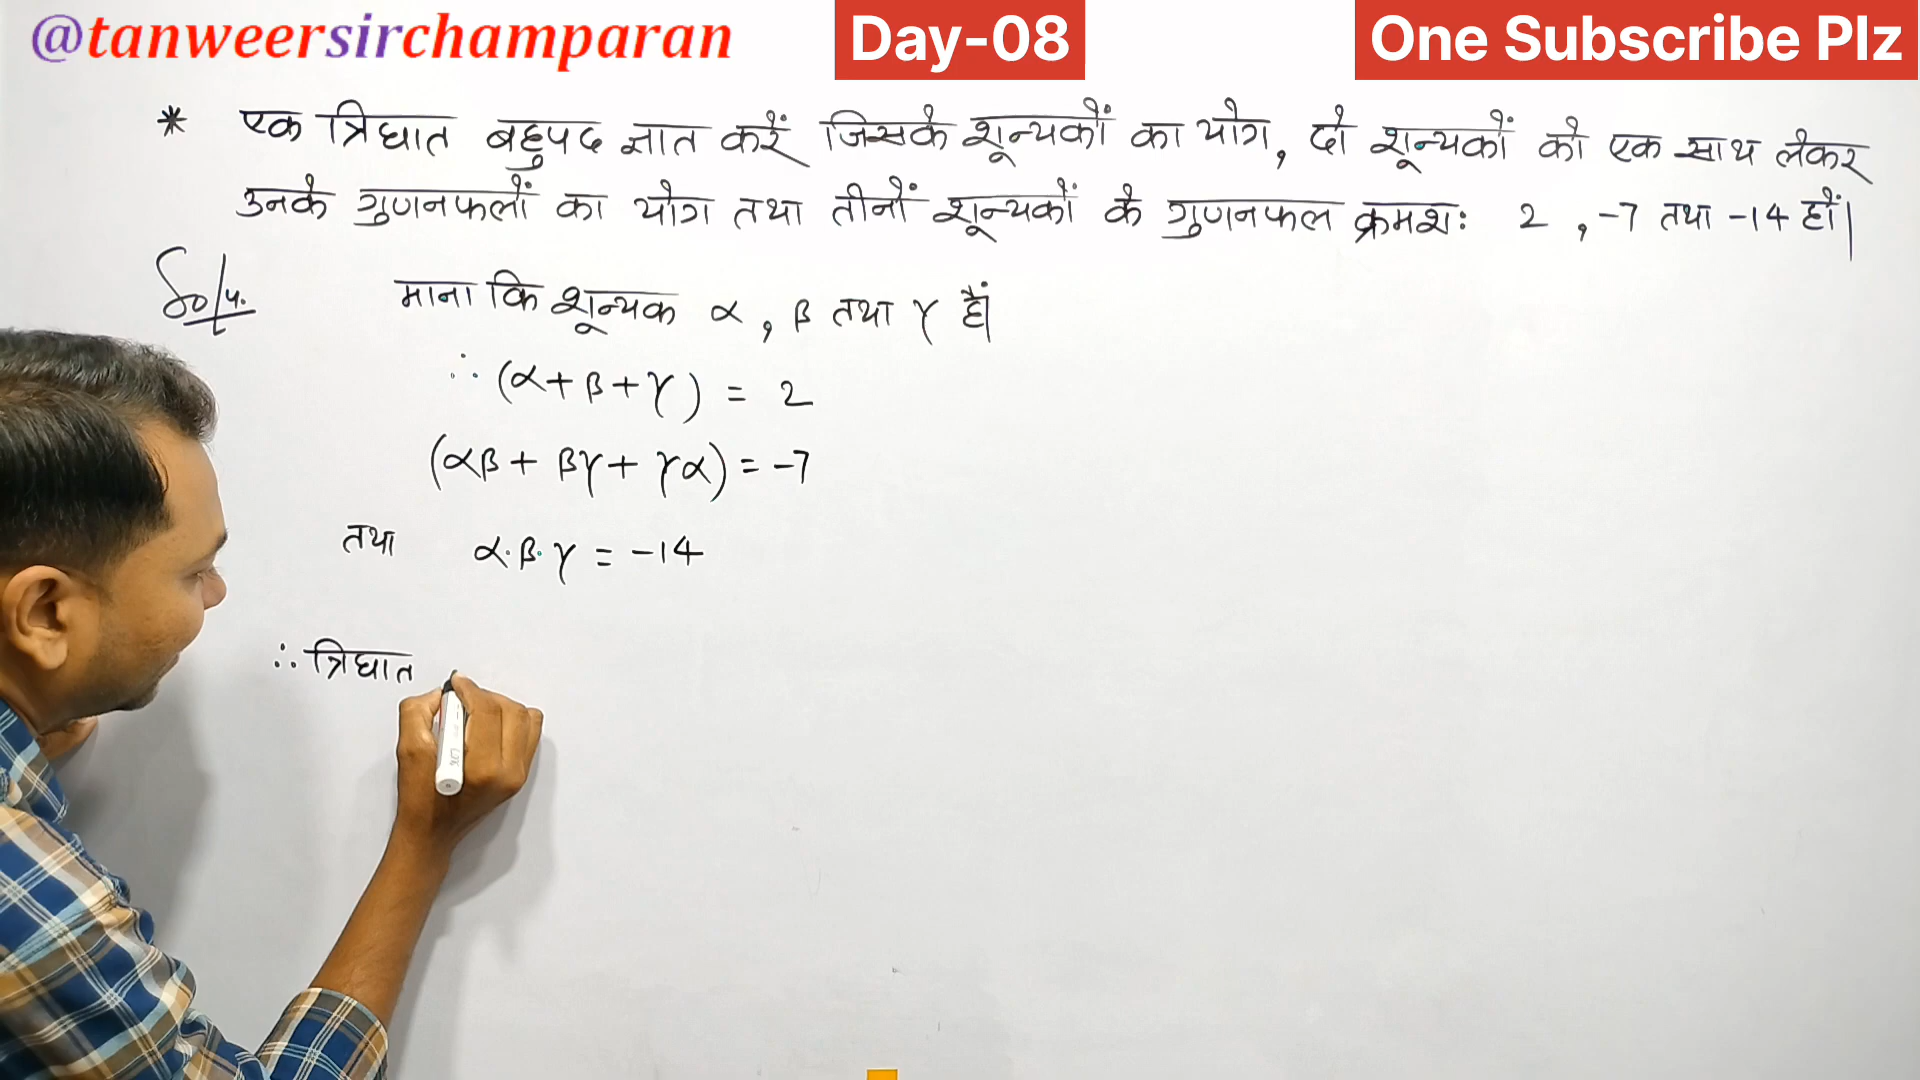 @tanweersirchamparan
Day-08
One Subscribe Plz
* एक त्रिघात बहुपद ज्ञात करें जिसके शून्यकों का योग, दो शून्यकों को एक साथ लेकर
उनके गुणनफलों का योग तथा तीनों शून्यकों के गुणनफल क्रमशः 2 , -7 तथा -14 हों।
Solⁿ.
माना कि शून्यक α , β तथा γ हैं।
∴ (α+β+γ) = 2
(αβ + βγ + γα) = -7
तथा α.β.γ = -14
∴ त्रिघात